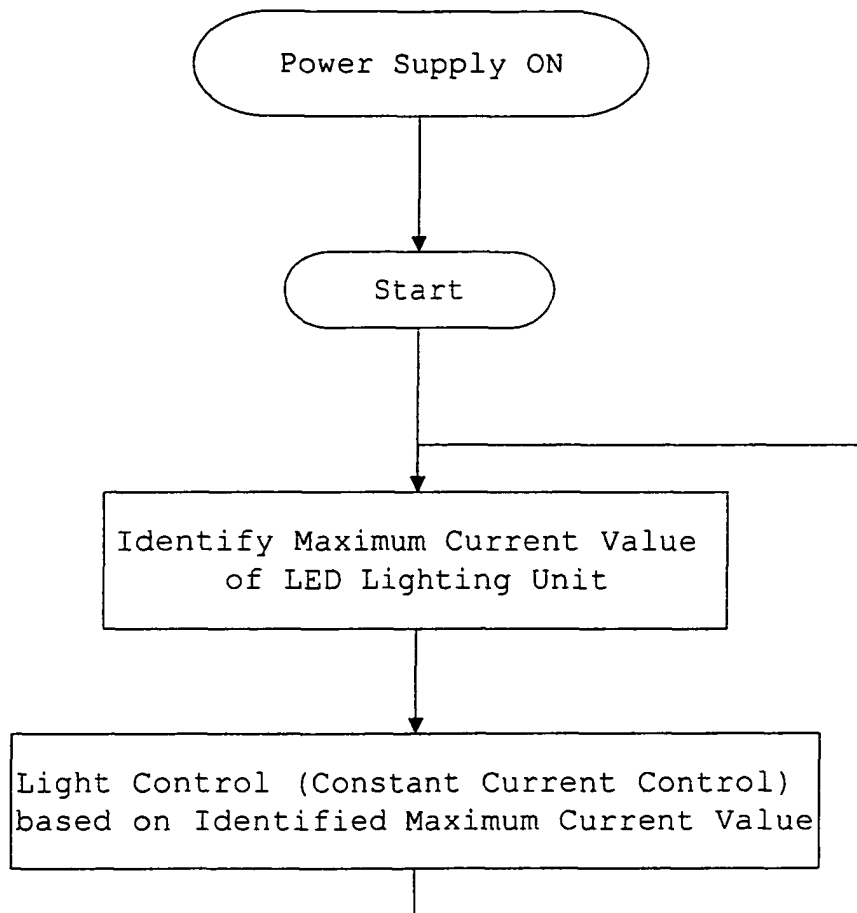 Power Supply ON
Start
Identify Maximum Current Value
of LED Lighting Unit
Light Control (Constant Current Control)
based on Identified Maximum Current Value